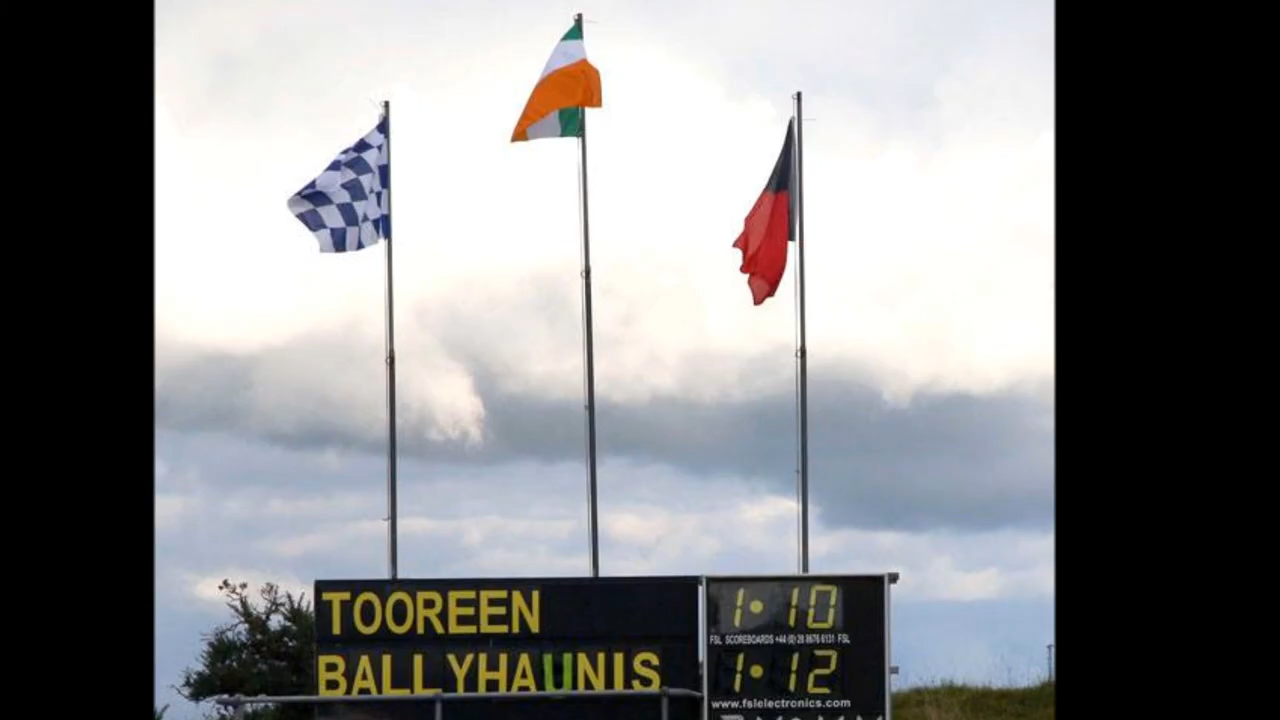 TOOREEN
1·10
FSL SCOREBOARDS +44 (0) 28 8676 6131 FSL
BALLYHAUNIS
1·12
www.fslelectronics.com